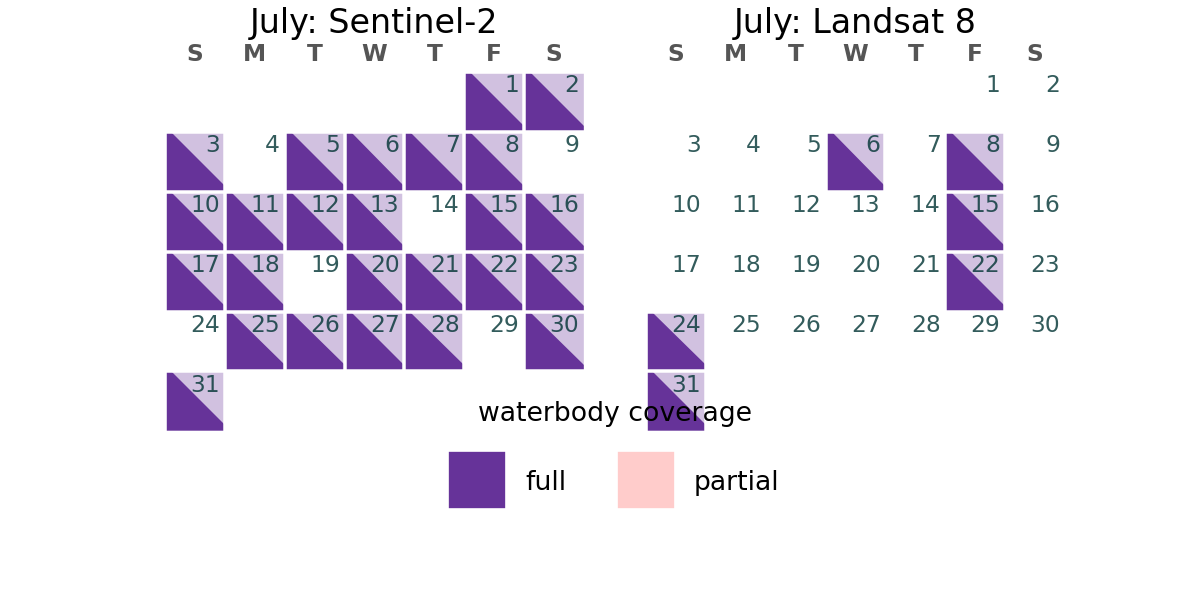 July: Sentinel-2
S M T W T F S
1 2
3 4 5 6 7 8 9
10 11 12 13 14 15 16
17 18 19 20 21 22 23
24 25 26 27 28 29 30
31
July: Landsat 8
S M T W T F S
1 2
3 4 5 6 7 8 9
10 11 12 13 14 15 16
17 18 19 20 21 22 23
24 25 26 27 28 29 30
31
waterbody coverage
full partial